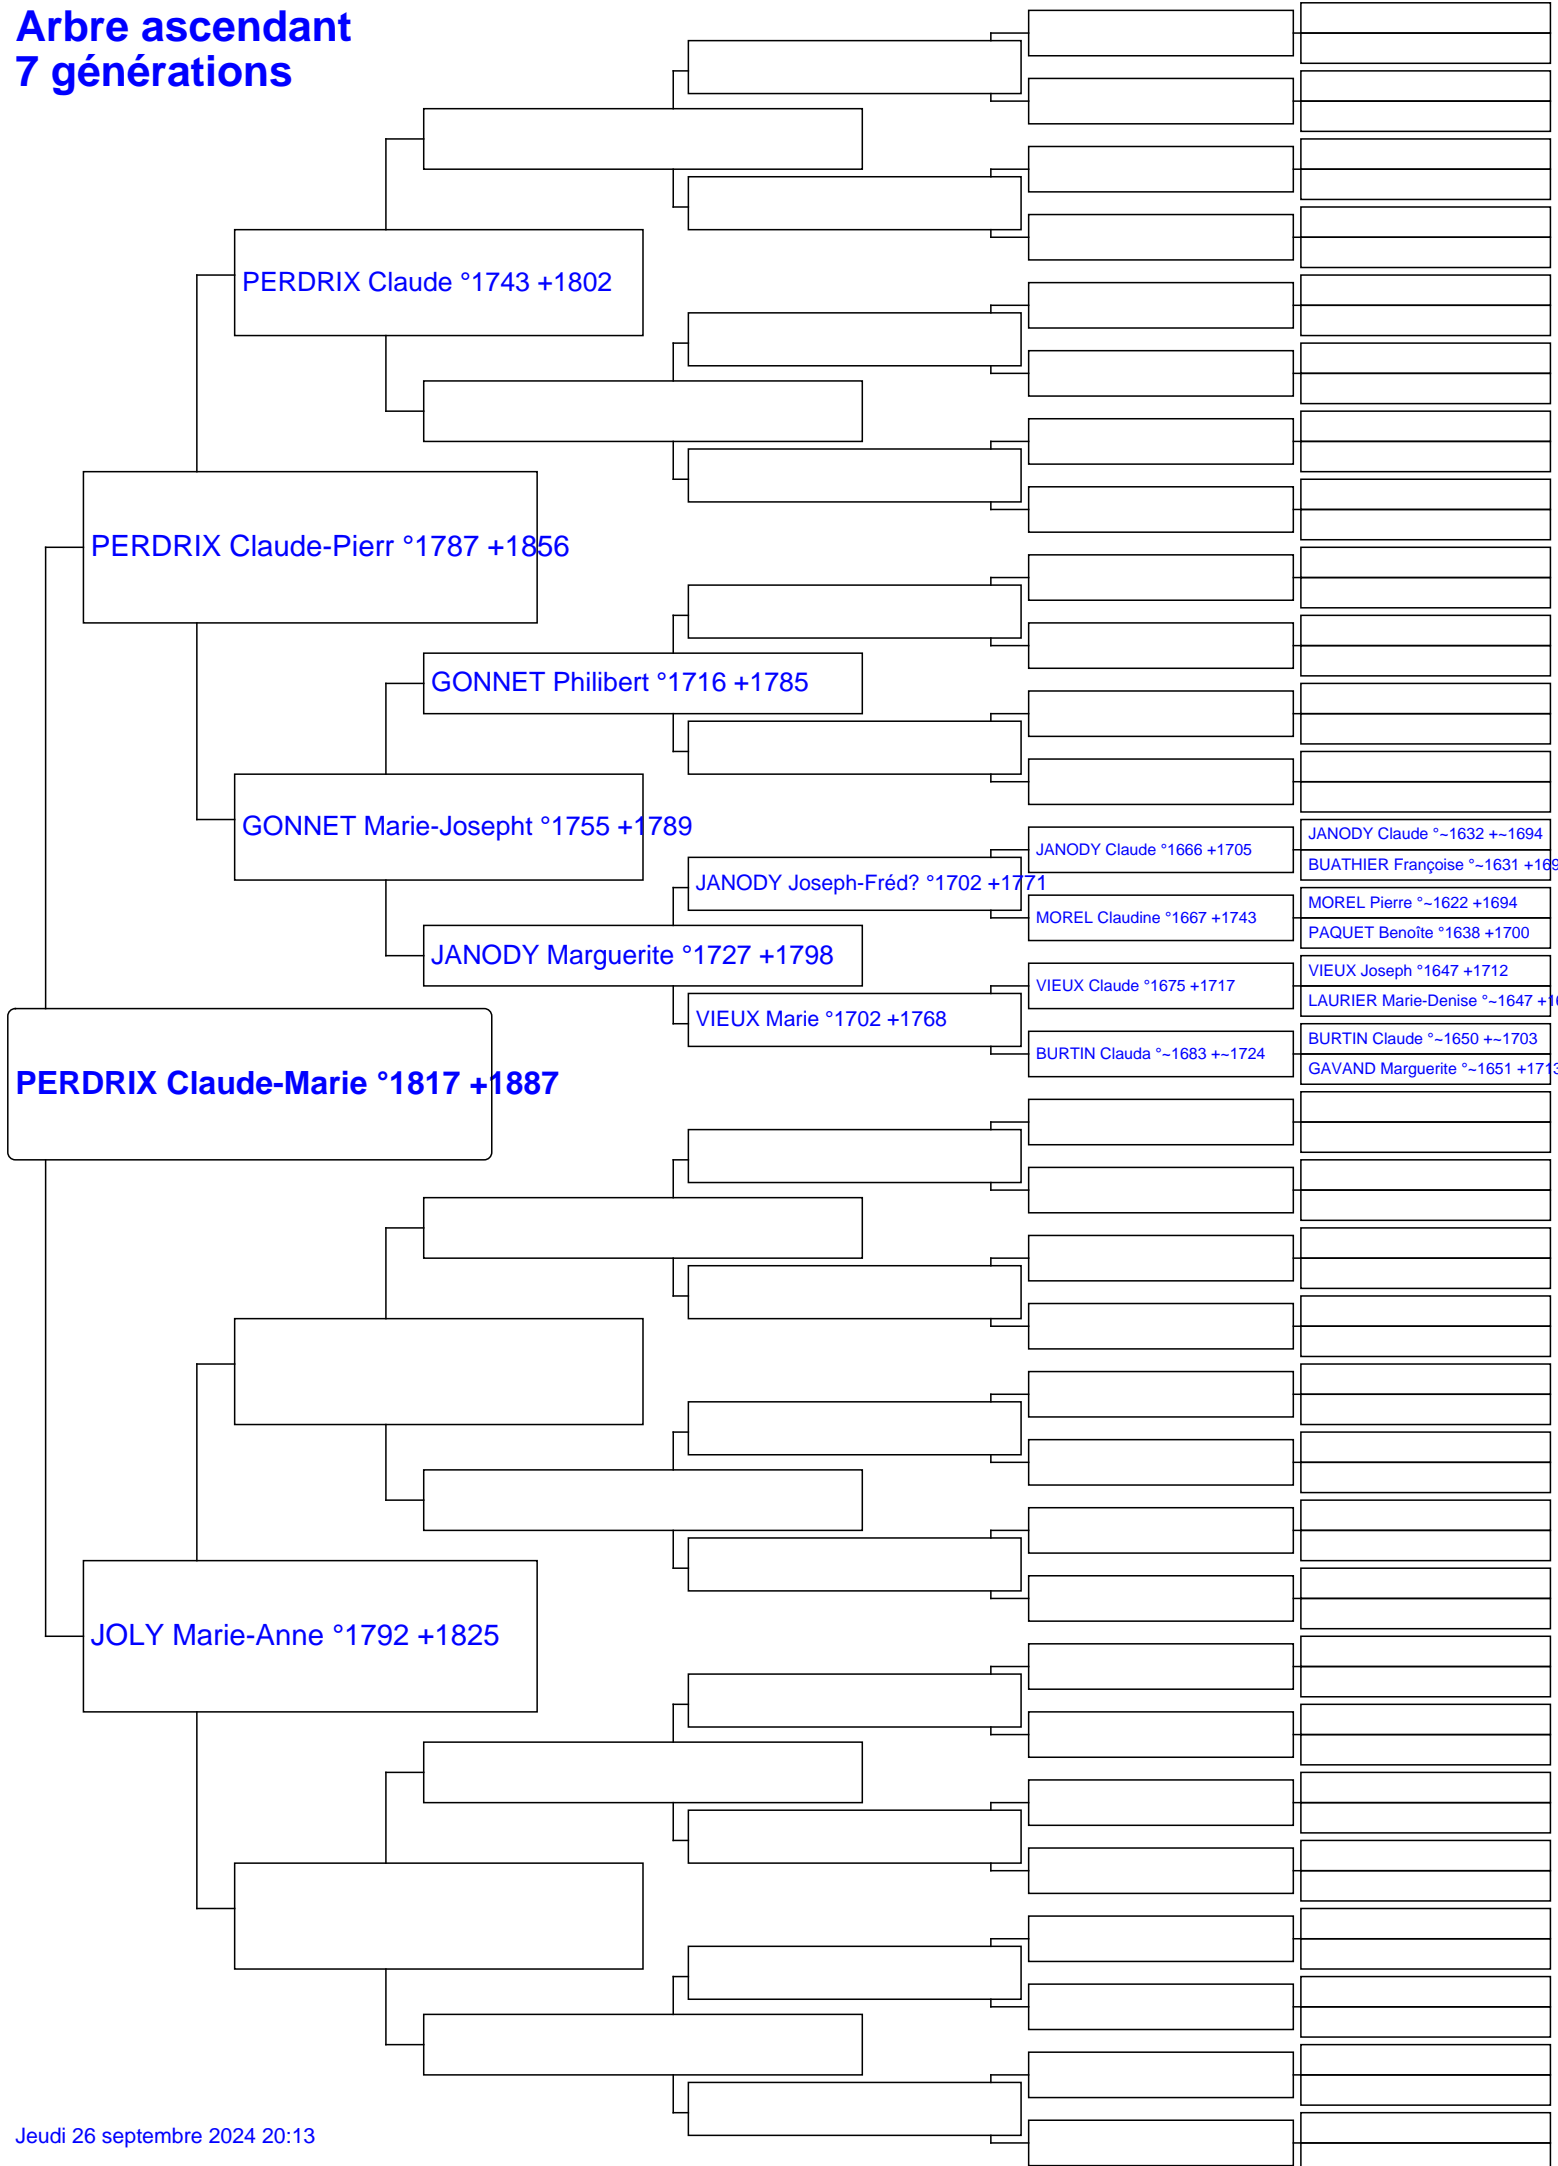 Arbre ascendant
7 générations
PERDRIX Claude °1743 +1802
PERDRIX Claude-Pierr °1787 +1856
GONNET Philibert °1716 +1785
GONNET Marie-Josepht °1755 +1789
JANODY Claude °~1632 +~1694
JANODY Claude °1666 +1705
BUATHIER Françoise °~1631 +169
JANODY Joseph-Fréd? °1702 +1771
MOREL Pierre °~1622 +1694
MOREL Claudine °1667 +1743
PAQUET Benoîte °1638 +1700
JANODY Marguerite °1727 +1798
VIEUX Joseph °1647 +1712
VIEUX Claude °1675 +1717
LAURIER Marie-Denise °~1647 +16
VIEUX Marie °1702 +1768
BURTIN Claude °~1650 +~1703
BURTIN Clauda °~1683 +~1724
GAVAND Marguerite °~1651 +1713
PERDRIX Claude-Marie °1817 +1887
JOLY Marie-Anne °1792 +1825
Jeudi 26 septembre 2024 20:13